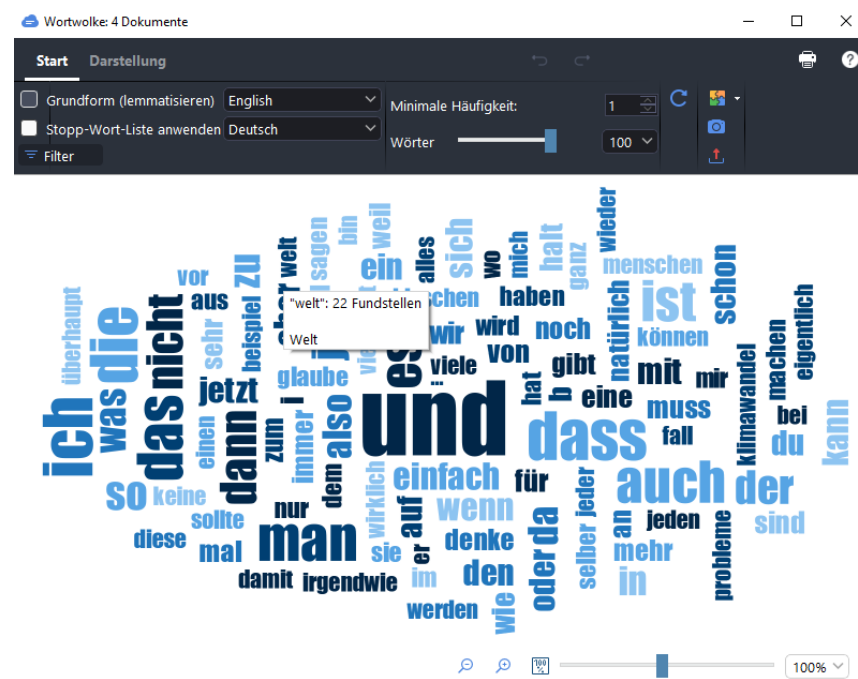 Wortwolke: 4 Dokumente
Start Darstellung
Grundform (lemmatisieren) English
Stopp-Wort-Liste anwenden Deutsch
Filter
Minimale Häufigkeit: 1
Wörter 100
wieder
überhaupt
vor
aus
zu
welt
sagen
bin
weil
ein
alles
sich
wo
mich
halt
ganz
menschen
schon
"welt": 22 Fundstellen
Welt
haben
ist
ich
was
die
das
nicht
sehr
beispiel
es
wir
wird
noch
natürlich
können
klimawandel
machen
eigentlich
jetzt
glaube
viele
...
von
gibt
mit
mir
einen
dann
zum
i
immer
also
und
hat
b
eine
muss
fall
bei
du
kann
dass
so
keine
sollte
diese
mal
nur
dem
man
wirklich
einfach
für
auf
wenn
sie
er
denke
oder
da
selber
jeder
auch
der
an
jeden
mehr
in
probleme
sind
damit
irgendwie
im
den
werden
wie
100%